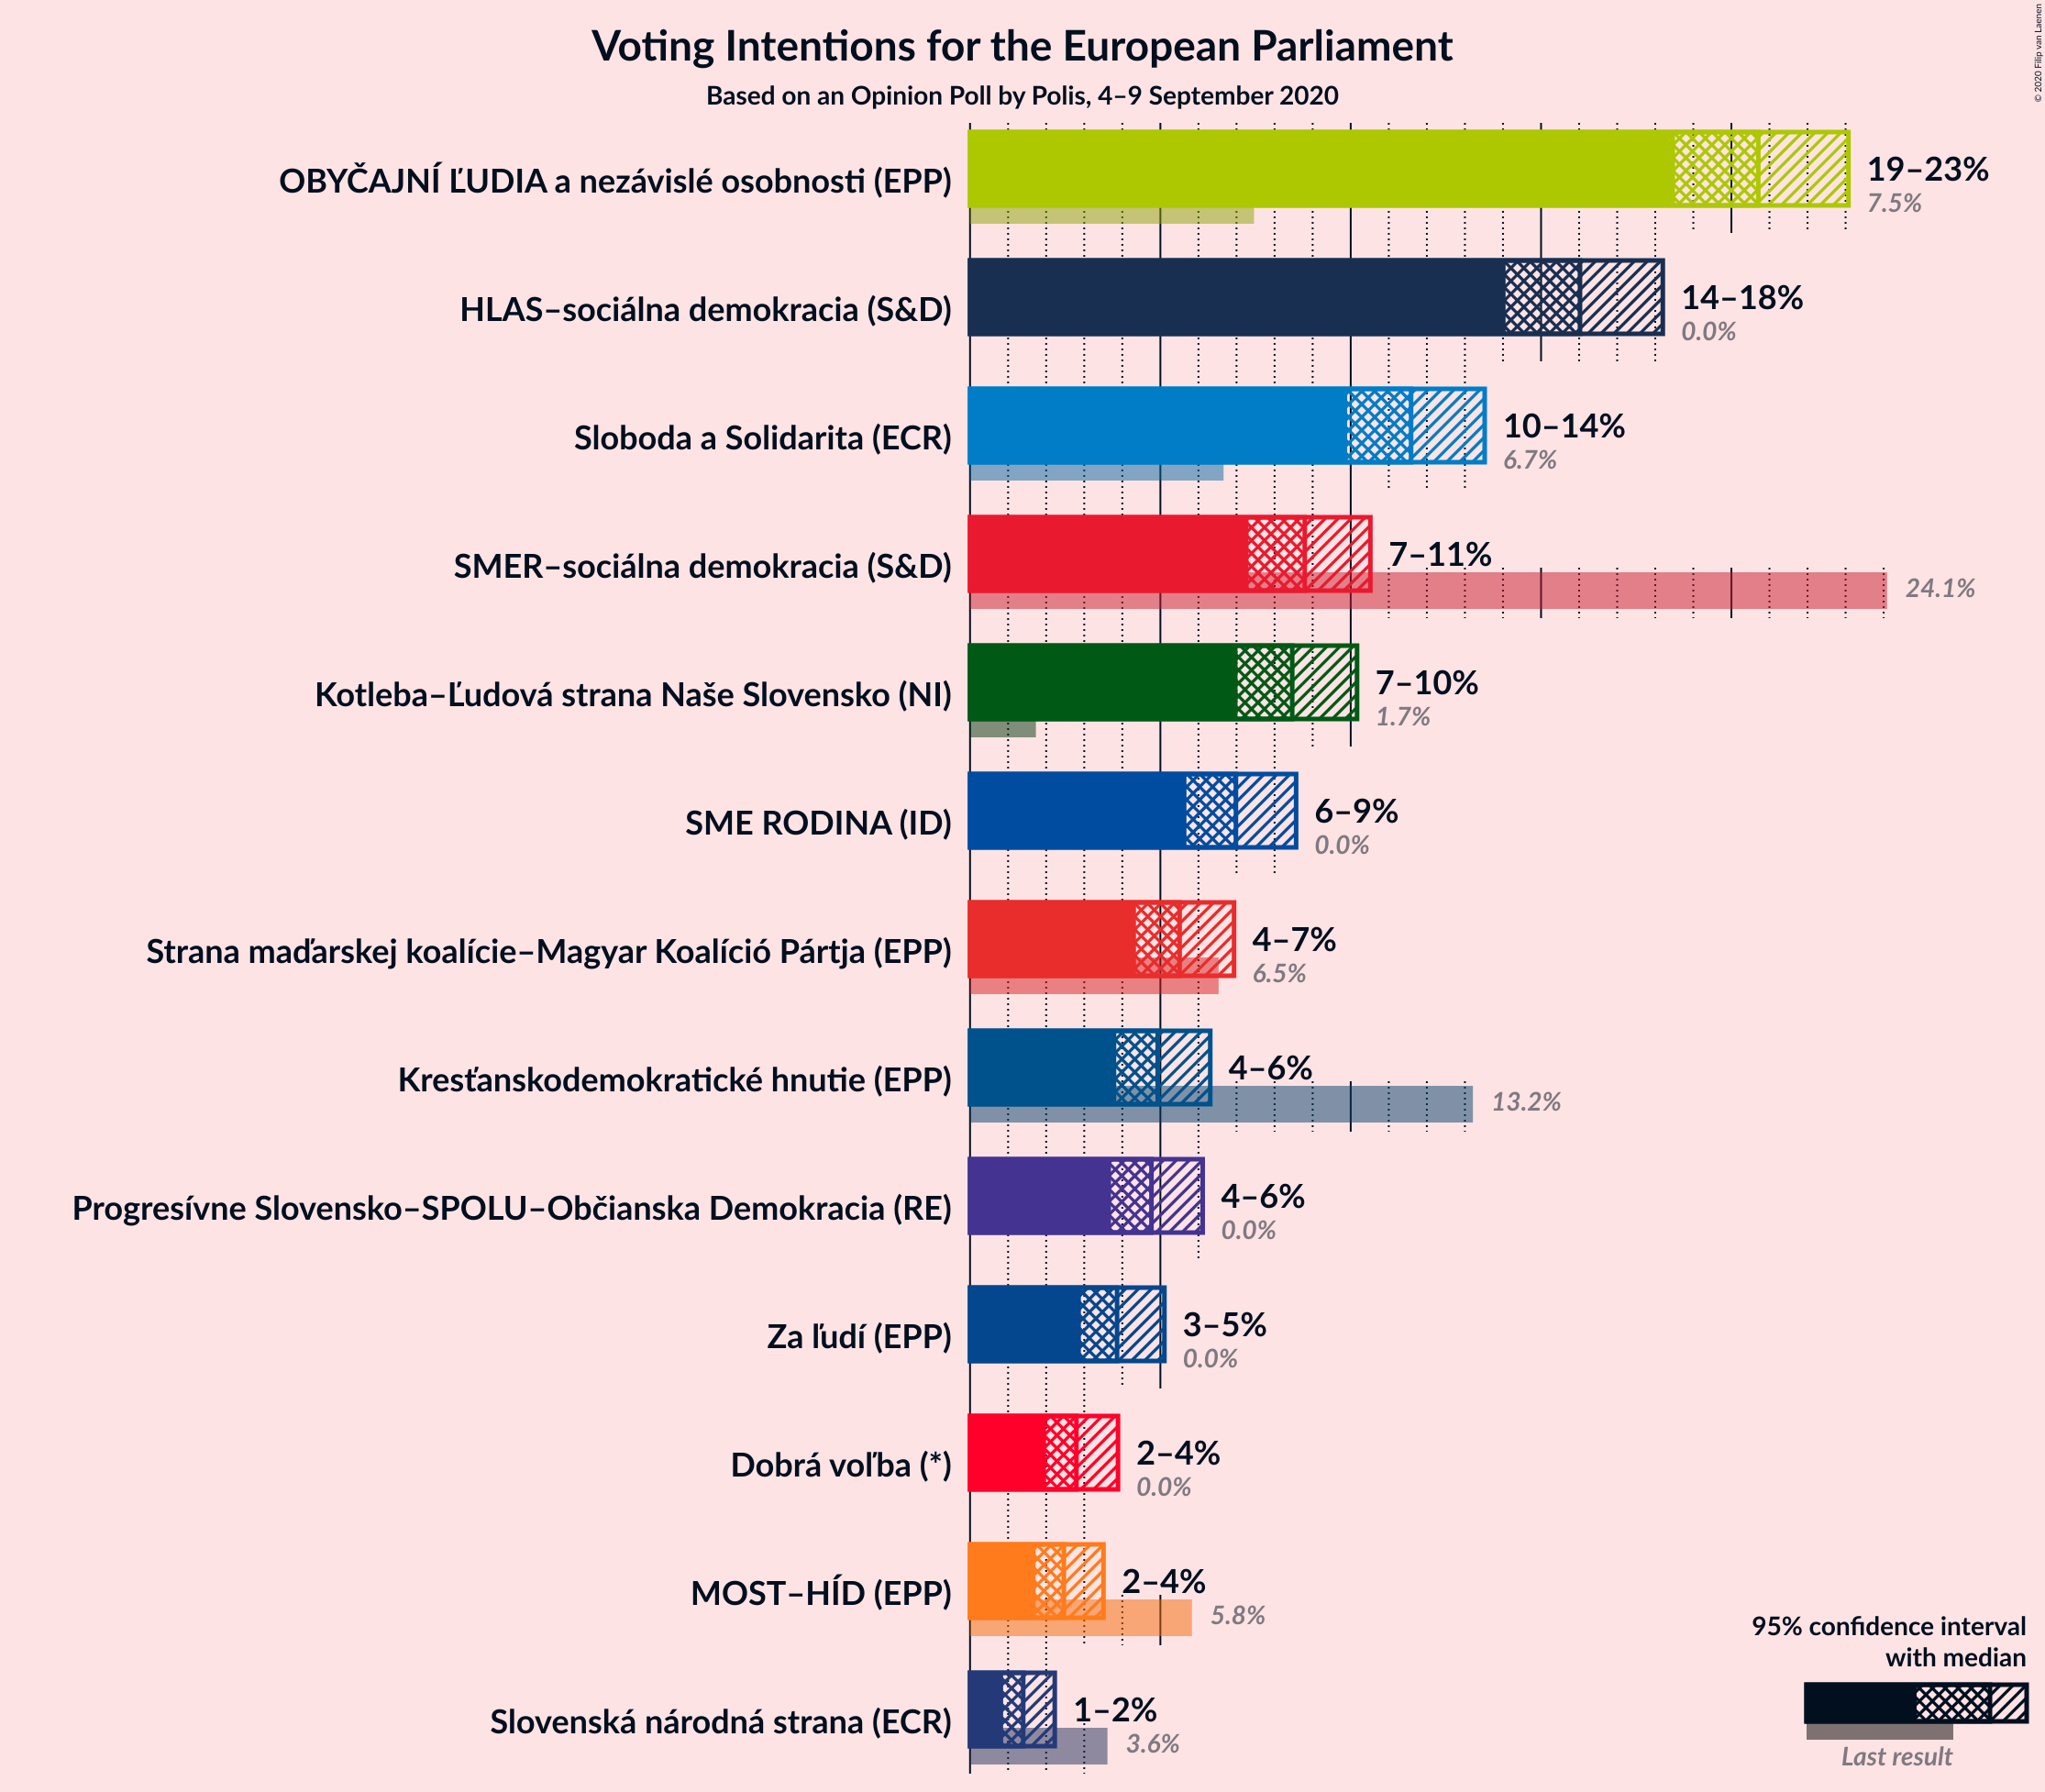 Voting Intentions for the European Parliament
Based on an Opinion Poll by Polis, 4–9 September 2020
© 2020 Filip van Laenen
OBYČAJNÍ ĽUDIA a nezávislé osobnosti (EPP)
19–23%
7.5%
HLAS–sociálna demokracia (S&D)
14–18%
0.0%
Sloboda a Solidarita (ECR)
10–14%
6.7%
SMER–sociálna demokracia (S&D)
7–11%
24.1%
Kotleba–Ľudová strana Naše Slovensko (NI)
7–10%
1.7%
SME RODINA (ID)
6–9%
0.0%
Strana maďarskej koalície–Magyar Koalíció Pártja (EPP)
4–7%
6.5%
Kresťanskodemokratické hnutie (EPP)
4–6%
13.2%
Progresívne Slovensko–SPOLU–Občianska Demokracia (RE)
4–6%
0.0%
Za ľudí (EPP)
3–5%
0.0%
Dobrá voľba (*)
2–4%
0.0%
MOST–HÍD (EPP)
2–4%
5.8%
Slovenská národná strana (ECR)
1–2%
3.6%
95% confidence interval
with median
Last result